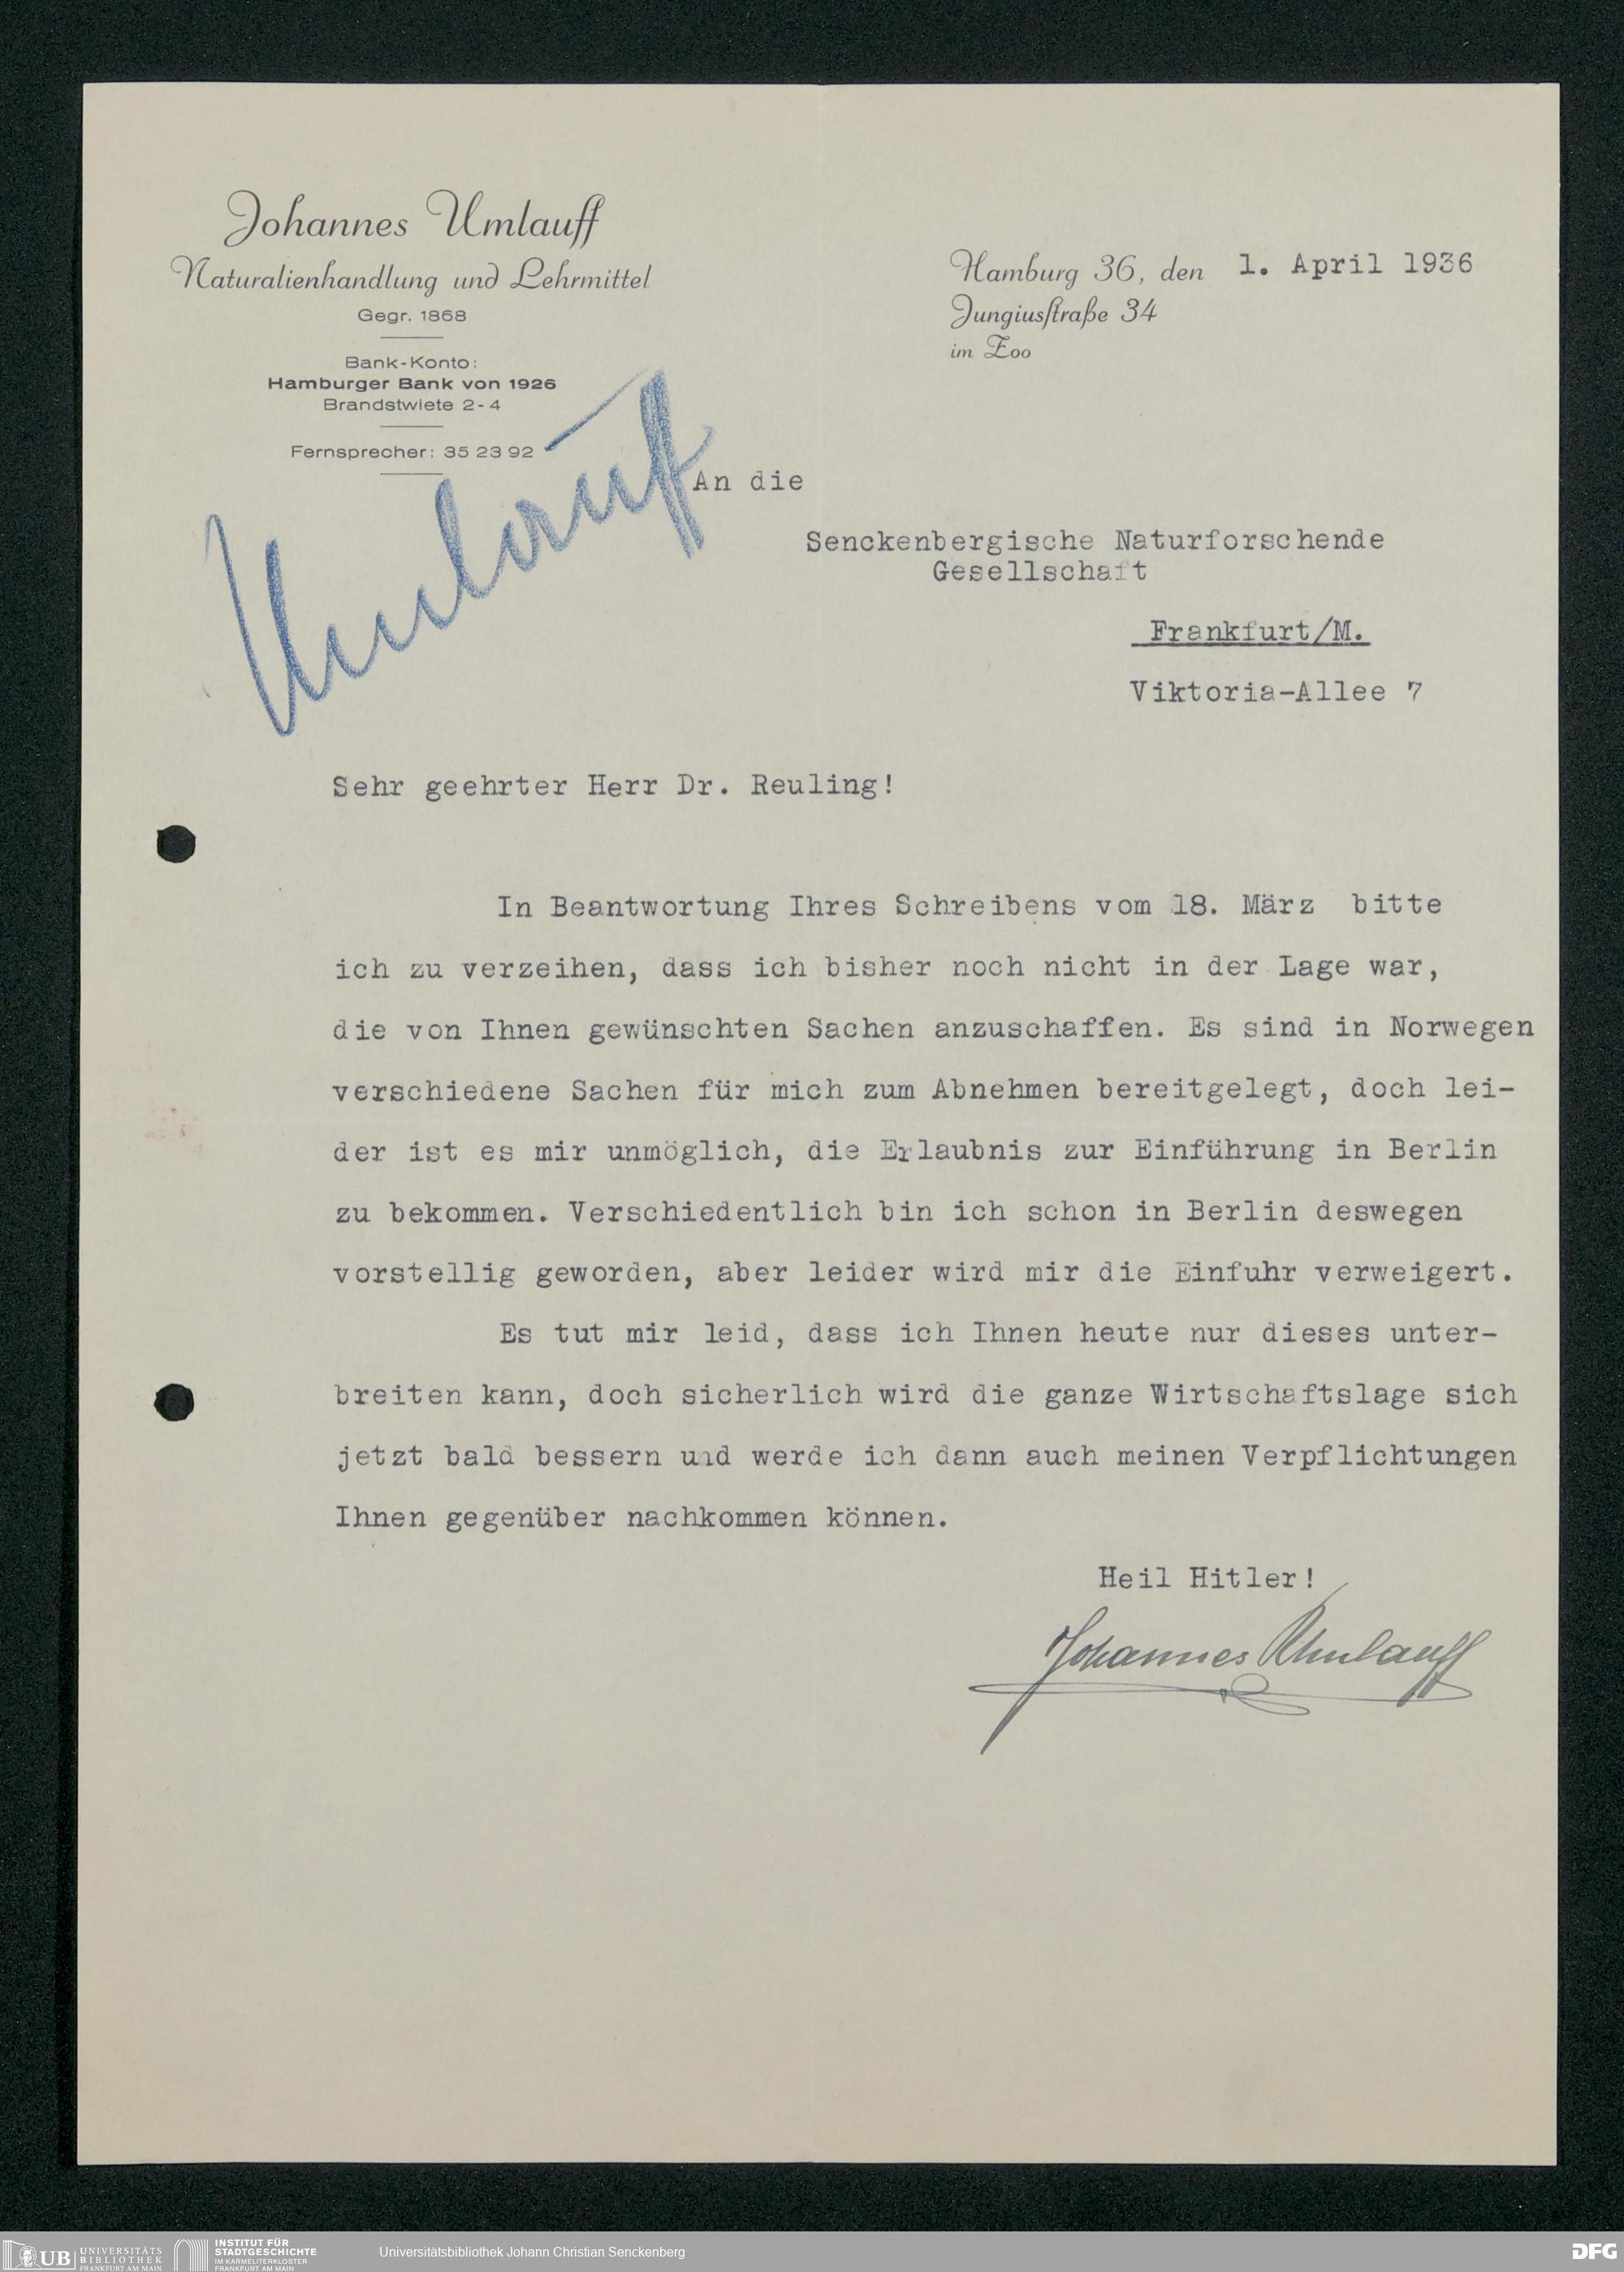 Johannes Umlauff
Naturalienhandlung und Lehrmittel
Gegr. 1868
Bank-Konto:
Hamburger Bank von 1926
Brandstwiete 2-4
Fernsprecher: 35 23 92
Hamburg 36, den 1. April 1936
Jungiusstraße 34
im Zoo
Umlauff
An die
Senckenbergische Naturforschende
Gesellschaft
Frankfurt/M.
Viktoria-Allee 7
Sehr geehrter Herr Dr. Reuling!
In Beantwortung Ihres Schreibens vom 18. März bitte
ich zu verzeihen, dass ich bisher noch nicht in der Lage war,
die von Ihnen gewünschten Sachen anzuschaffen. Es sind in Norwegen
verschiedene Sachen für mich zum Abnehmen bereitgelegt, doch lei-
der ist es mir unmöglich, die Erlaubnis zur Einführung in Berlin
zu bekommen. Verschiedentlich bin ich schon in Berlin deswegen
vorstellig geworden, aber leider wird mir die Einfuhr verweigert.
Es tut mir leid, dass ich Ihnen heute nur dieses unter-
breiten kann, doch sicherlich wird die ganze Wirtschaftslage sich
jetzt bald bessern und werde ich dann auch meinen Verpflichtungen
Ihnen gegenüber nachkommen können.
Heil Hitler!
Johannes Umlauff
UB UNIVERSITÄTS
BIBLIOTHEK
FRANKFURT AM MAIN
INSTITUT FÜR
STADTGESCHICHTE
IM KARMELITERKLOSTER
FRANKFURT AM MAIN
Universitätsbibliothek Johann Christian Senckenberg
DFG